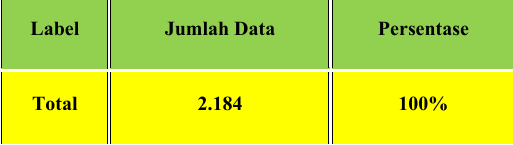 Label Jumlah Data Persentase
Total 2.184 100%